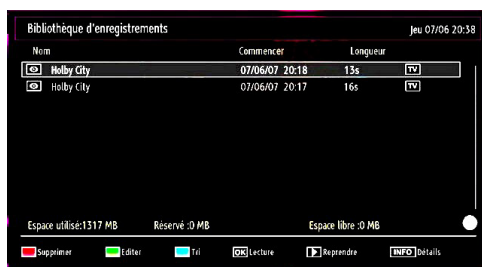 Bibliothèque d'enregistrements Jeu 07/06 20:38
Nom Commencer Longueur
Holby City 07/06/07 20:18 13s TV
Holby City 07/06/07 20:17 16s TV
Espace utilisé:1317 MB Réservé :0 MB Espace libre :0 MB
Supprimer Editer Tri OK Lecture Reprendre INFO Détails